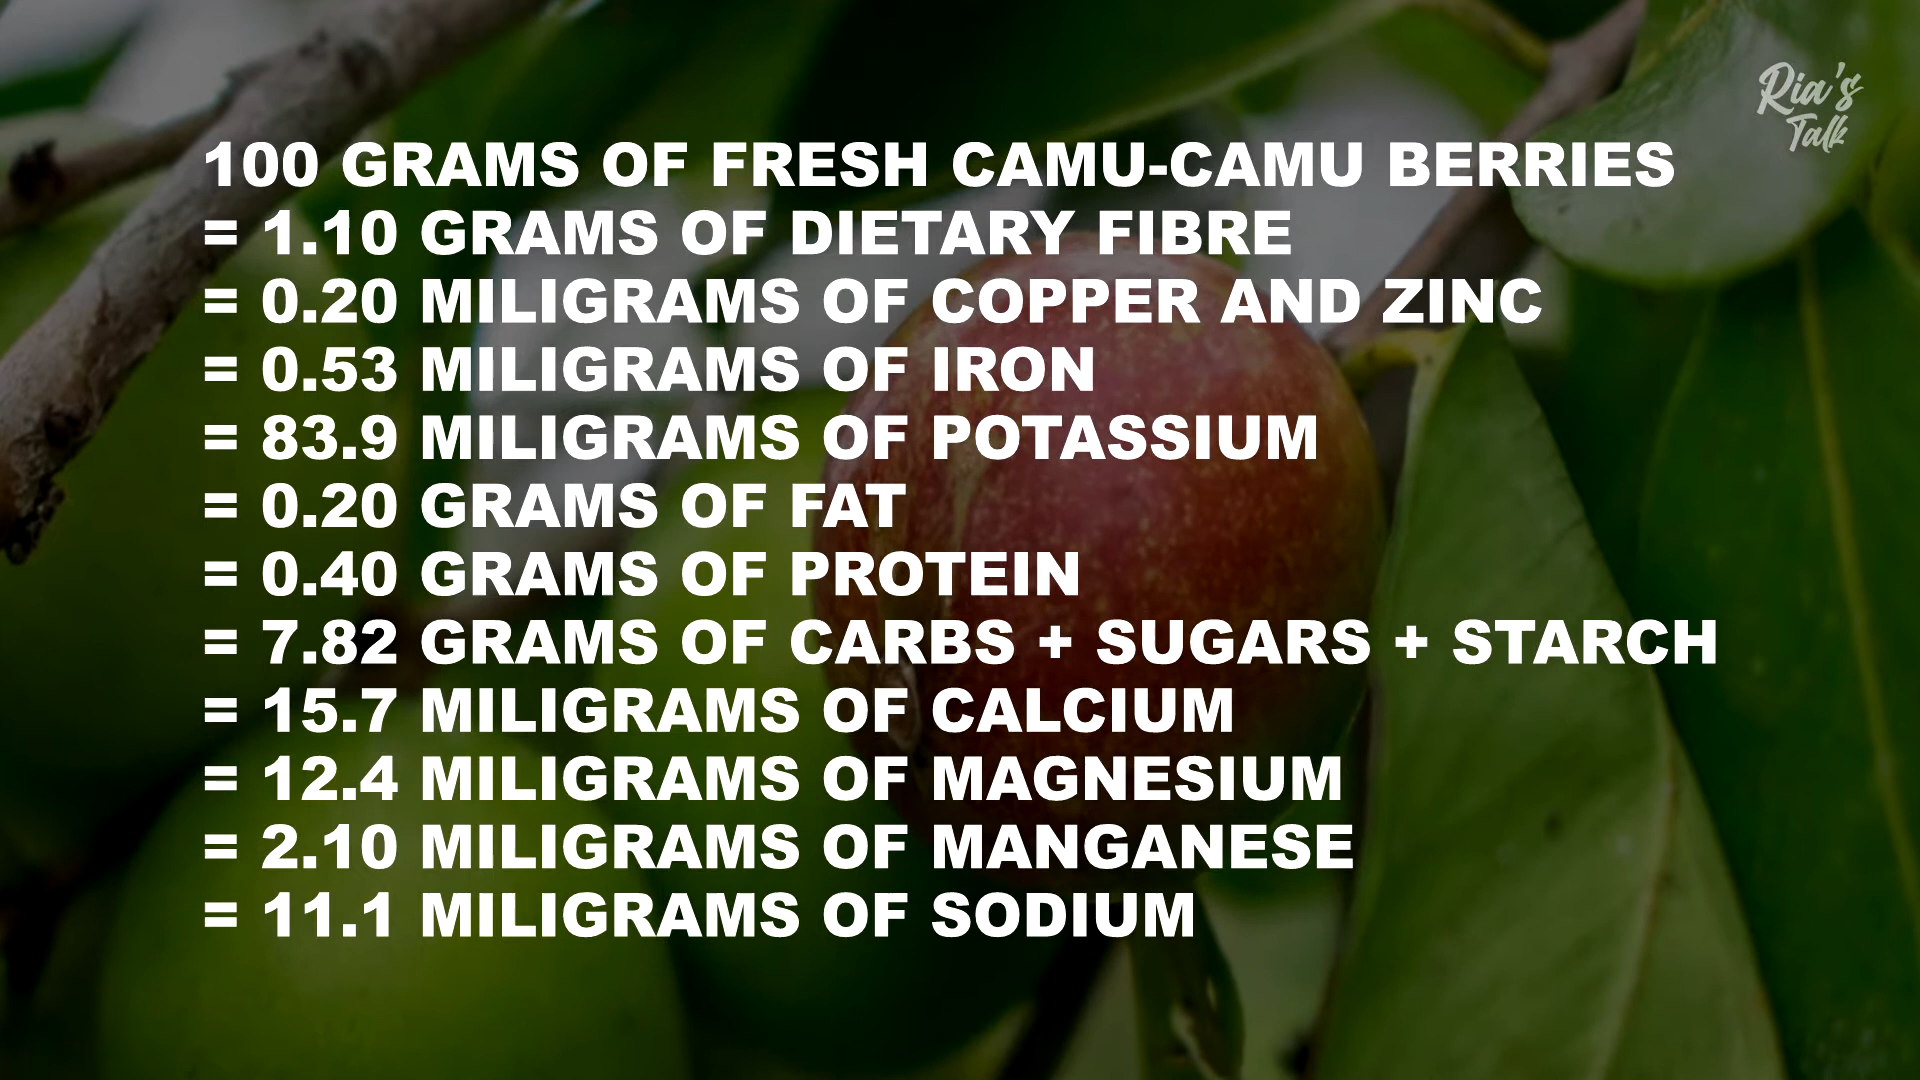 Ria's
Talk
100 GRAMS OF FRESH CAMU-CAMU BERRIES
= 1.10 GRAMS OF DIETARY FIBRE
= 0.20 MILIGRAMS OF COPPER AND ZINC
= 0.53 MILIGRAMS OF IRON
= 83.9 MILIGRAMS OF POTASSIUM
= 0.20 GRAMS OF FAT
= 0.40 GRAMS OF PROTEIN
= 7.82 GRAMS OF CARBS + SUGARS + STARCH
= 15.7 MILIGRAMS OF CALCIUM
= 12.4 MILIGRAMS OF MAGNESIUM
= 2.10 MILIGRAMS OF MANGANESE
= 11.1 MILIGRAMS OF SODIUM